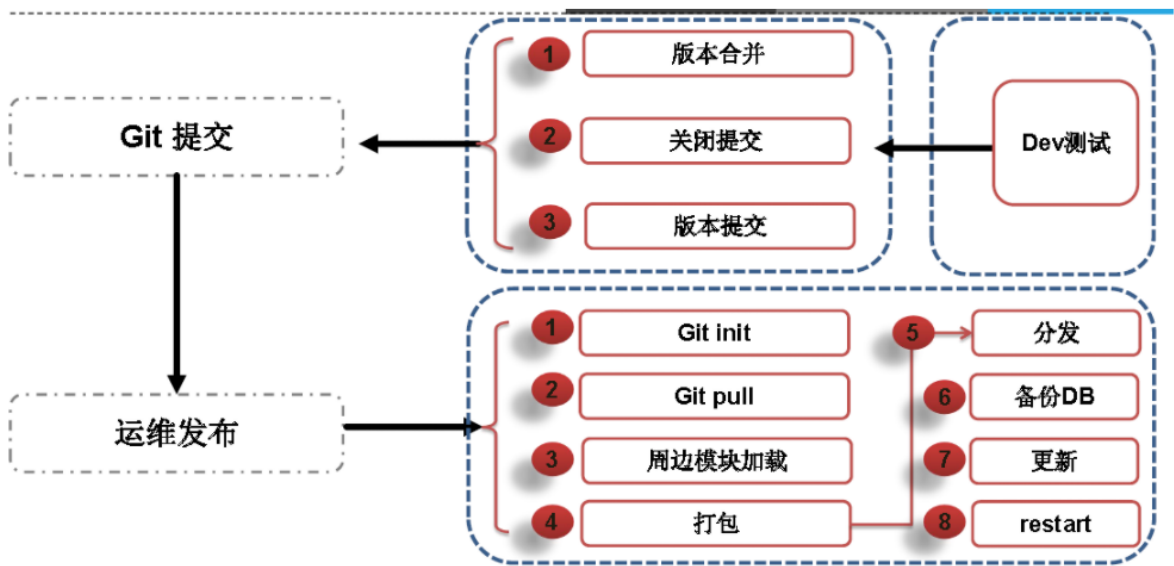 1 版本合并
Git 提交
2 关闭提交
Dev测试
3 版本提交
1 Git init
2 Git pull
运维发布
3 周边模块加载
4 打包
5 分发
6 备份DB
7 更新
8 restart